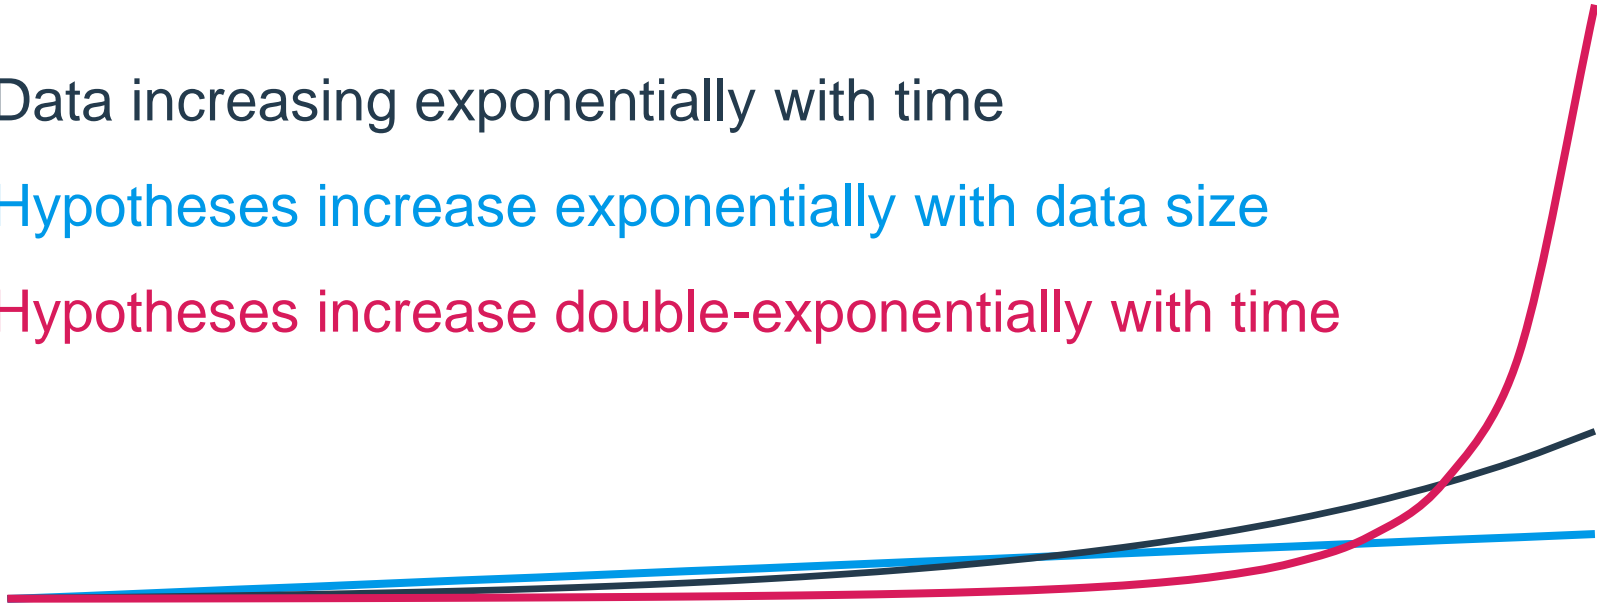 Data increasing exponentially with time
Hypotheses increase exponentially with data size
Hypotheses increase double-exponentially with time